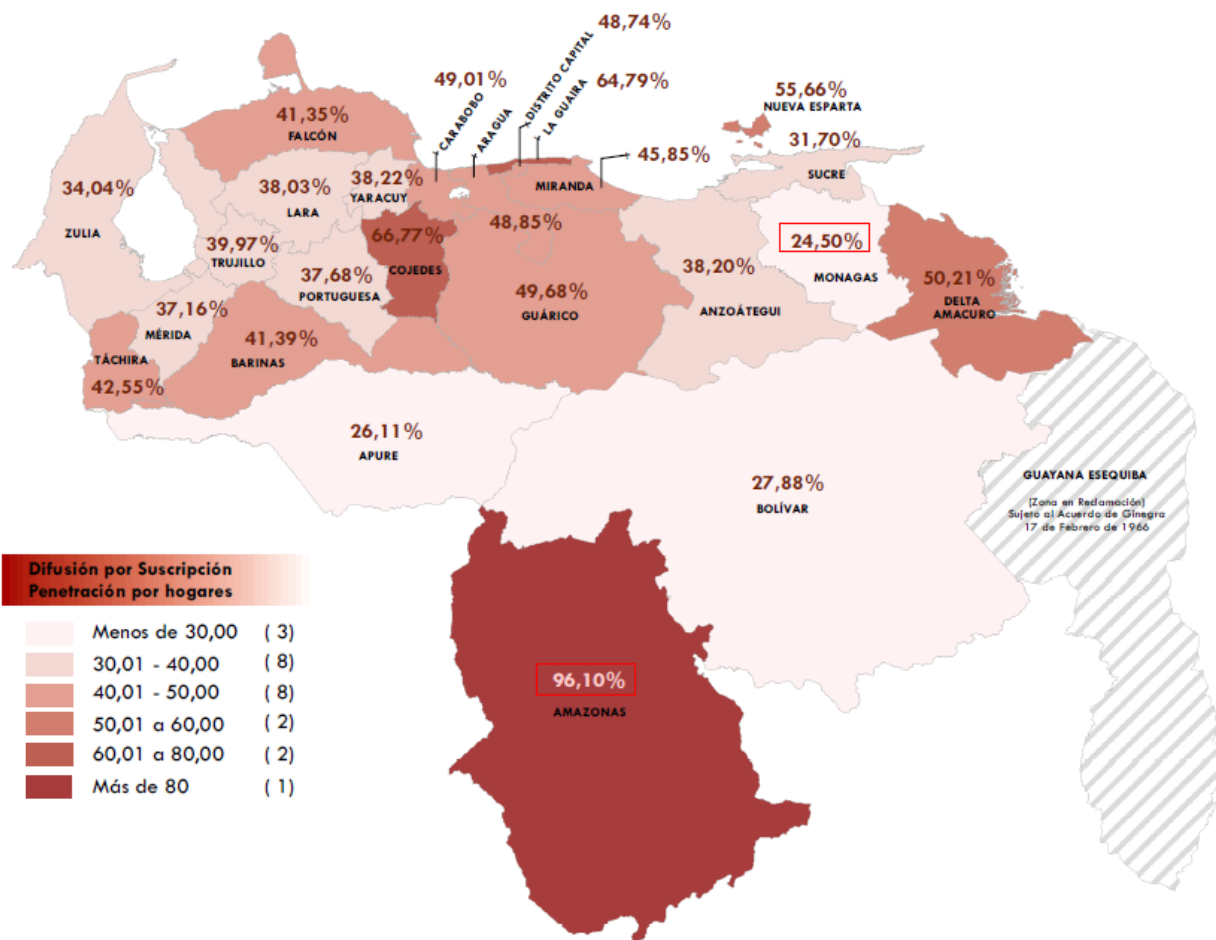 48,74%
DISTRITO CAPITAL
49,01%
CARABOBO
ARAGUA
64,79%
LA GUAIRA
55,66%
NUEVA ESPARTA
41,35%
FALCÓN
31,70%
SUCRE
45,85%
MIRANDA
34,04%
ZULIA
38,03%
LARA
38,22%
YARACUY
48,85%
66,77%
COJEDES
24,50%
MONAGAS
39,97%
TRUJILLO
37,68%
PORTUGUESA
38,20%
ANZOÁTEGUI
50,21%
DELTA
AMACURO
49,68%
GUÁRICO
37,16%
MÉRIDA
41,39%
BARINAS
TÁCHIRA
42,55%
26,11%
APURE
27,88%
BOLÍVAR
GUAYANA ESEQUIBA
(Zona en Reclamación)
Sujeto al Acuerdo de Ginegra
17 de Febrero de 1966
96,10%
AMAZONAS
Difusión por Suscripción
Penetración por hogares
Menos de 30,00 ( 3)
30,01 - 40,00 ( 8)
40,01 - 50,00 ( 8)
50,01 a 60,00 ( 2)
60,01 a 80,00 ( 2)
Más de 80 ( 1)